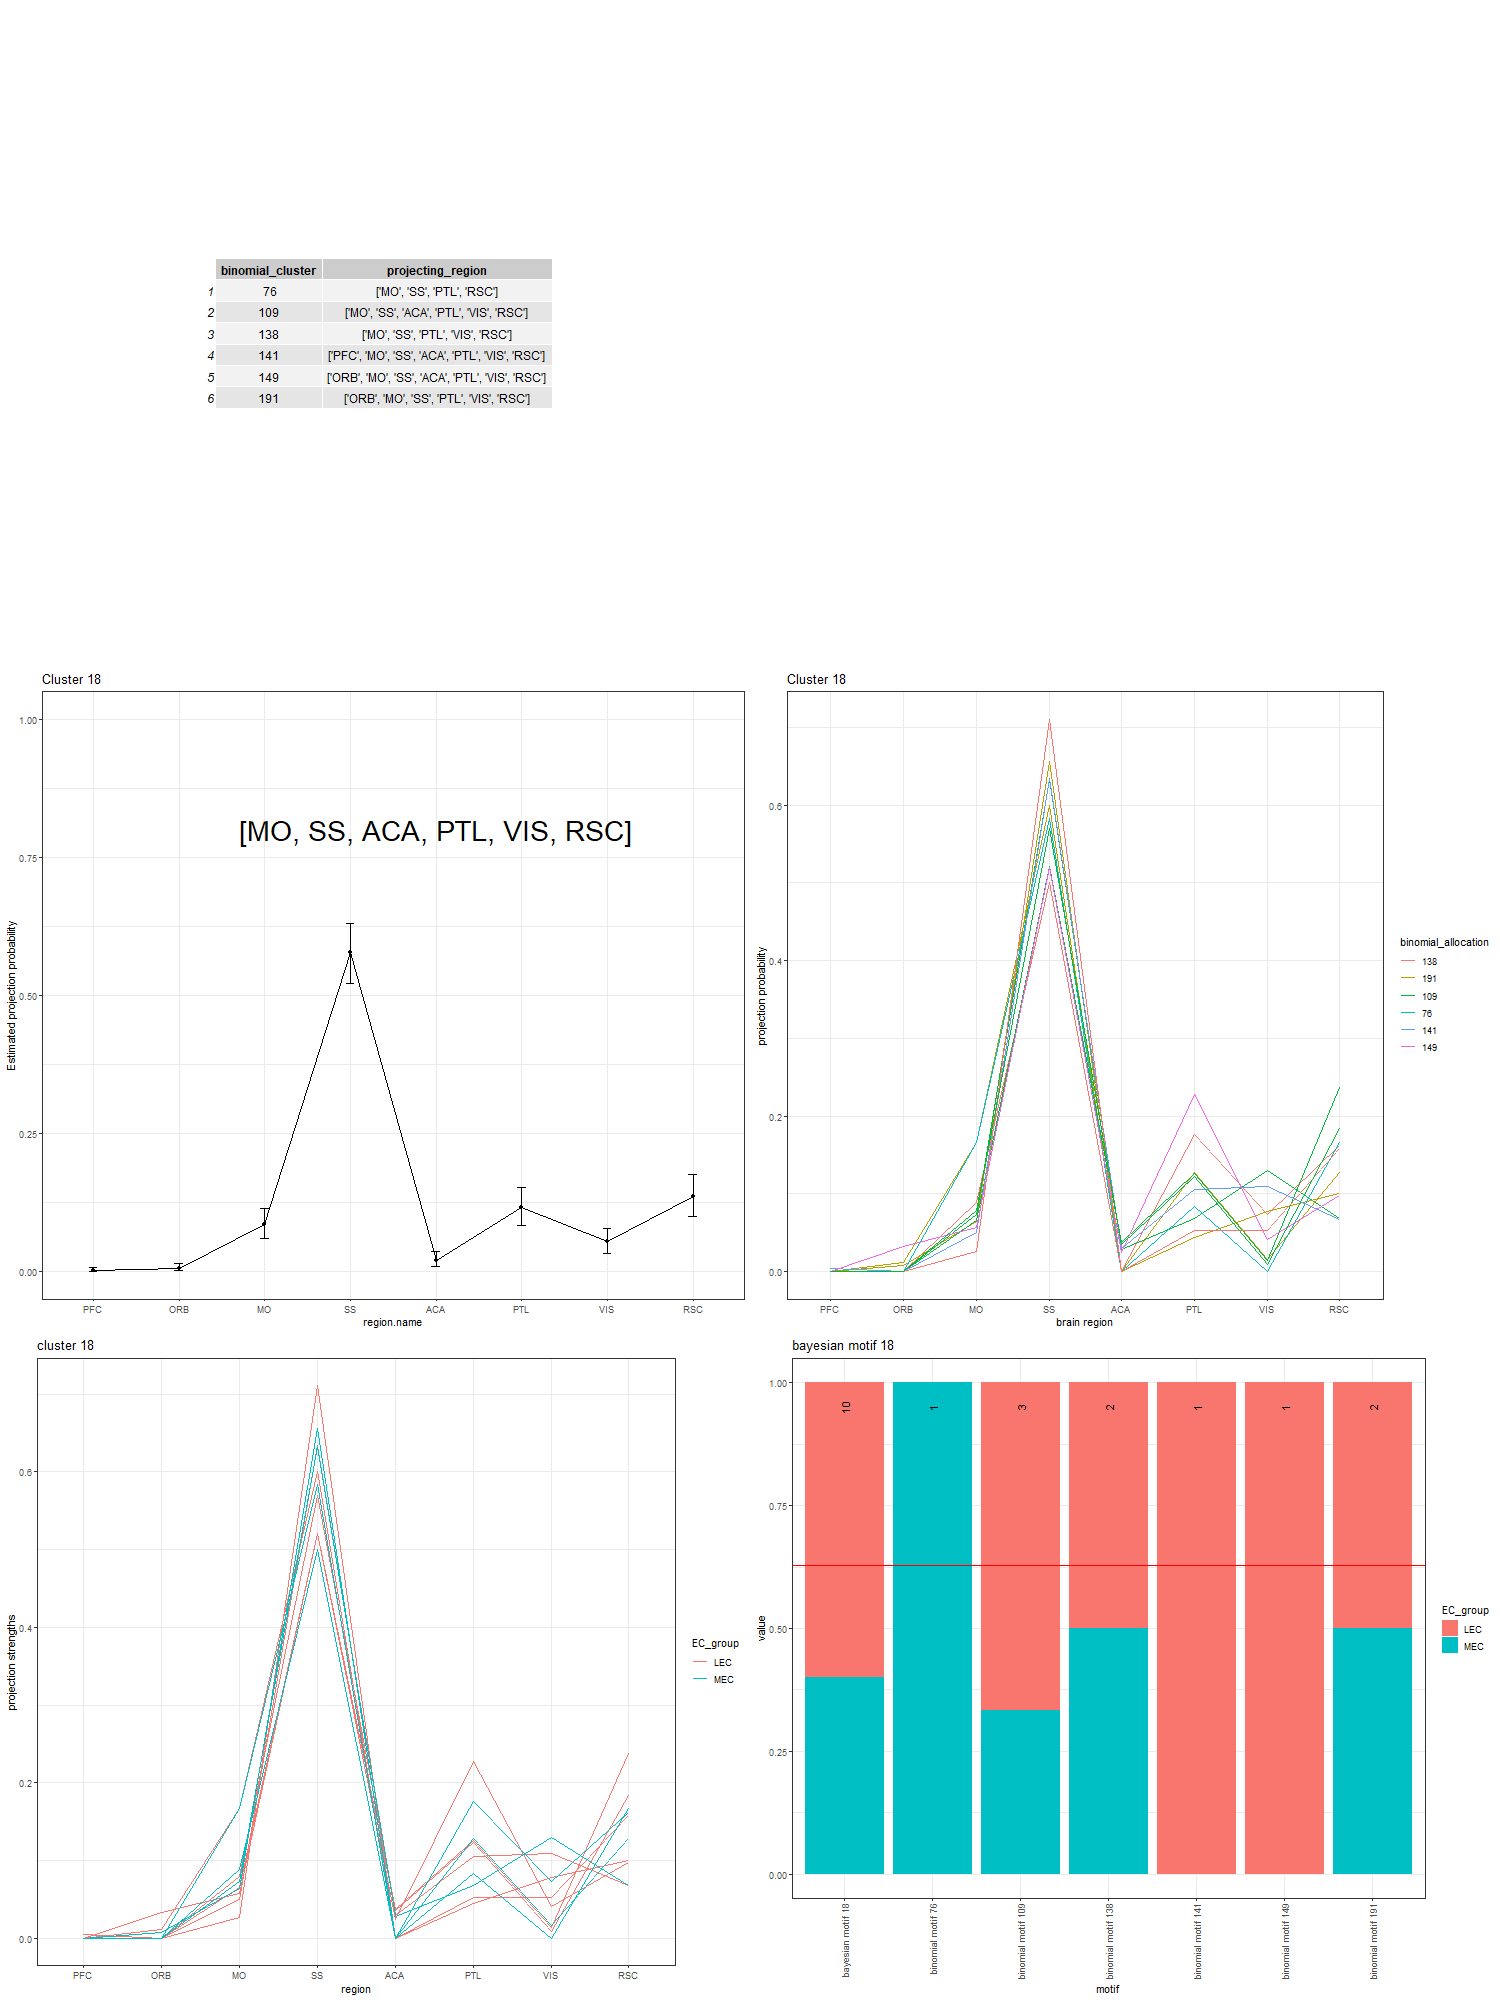 binomial_cluster projecting_region
1 76 ['MO', 'SS', 'PTL', 'RSC']
2 109 ['MO', 'SS', 'ACA', 'PTL', 'VIS', 'RSC']
3 138 ['MO', 'SS', 'PTL', 'VIS', 'RSC']
4 141 ['PFC', 'MO', 'SS', 'ACA', 'PTL', 'VIS', 'RSC']
5 149 ['ORB', 'MO', 'SS', 'ACA', 'PTL', 'VIS', 'RSC']
6 191 ['ORB', 'MO', 'SS', 'PTL', 'VIS', 'RSC']
Cluster 18
[MO, SS, ACA, PTL, VIS, RSC]
Estimated projection probability
1.00
0.75
0.50
0.25
0.00
PFC ORB MO SS ACA PTL VIS RSC
region.name
Cluster 18
projection probability
0.6
0.4
0.2
0.0
PFC ORB MO SS ACA PTL VIS RSC
brain region
binomial_allocation
138
191
109
76
141
149
cluster 18
projection strengths
0.6
0.4
0.2
0.0
PFC ORB MO SS ACA PTL VIS RSC
region
EC_group
LEC
MEC
bayesian motif 18
value
1.00
0.75
0.50
0.25
0.00
10 1 3 2 1 1 2
bayesian motif 18
binomial motif 76
binomial motif 109
binomial motif 138
binomial motif 141
binomial motif 149
binomial motif 191
motif
EC_group
LEC
MEC